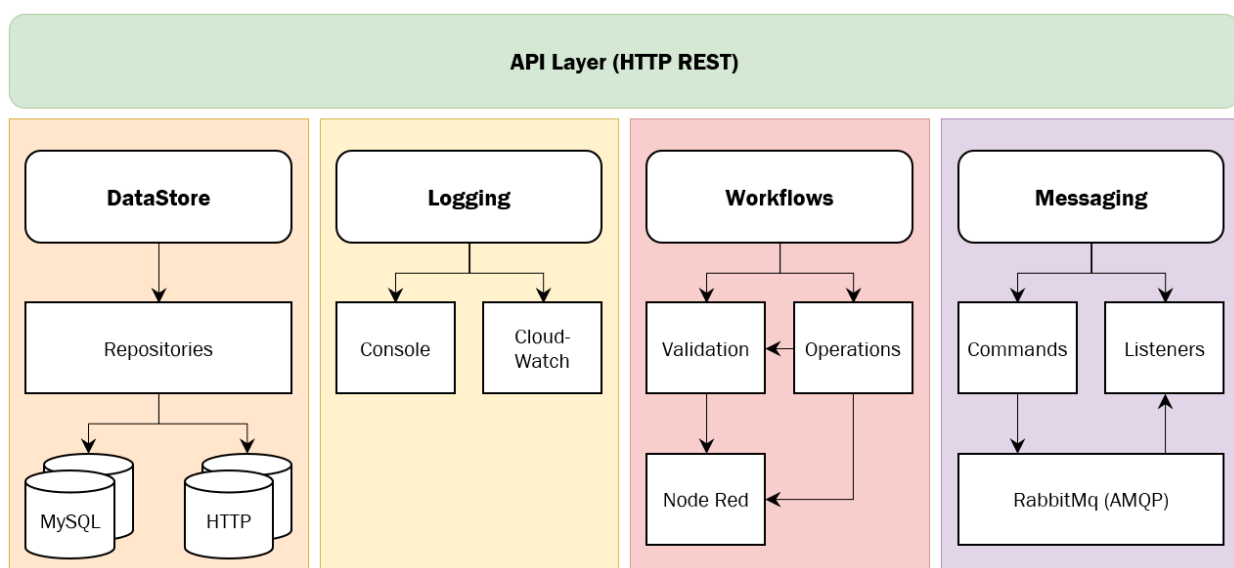 API Layer (HTTP REST)
DataStore
Logging
Workflows
Messaging
Repositories
Console
Cloud-
Watch
Validation
Operations
Commands
Listeners
MySQL
HTTP
Node Red
RabbitMq (AMQP)